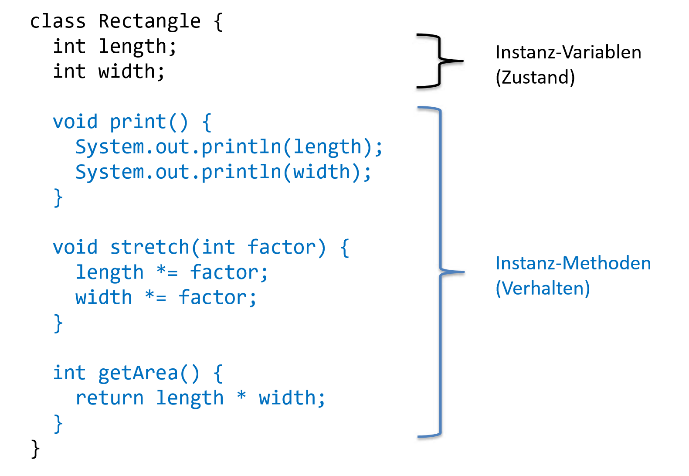 class Rectangle {
int length;
int width;
Instanz-Variablen
(Zustand)
void print() {
System.out.println(length);
System.out.println(width);
}
void stretch(int factor) {
length *= factor;
width *= factor;
}
Instanz-Methoden
(Verhalten)
int getArea() {
return length * width;
}
}